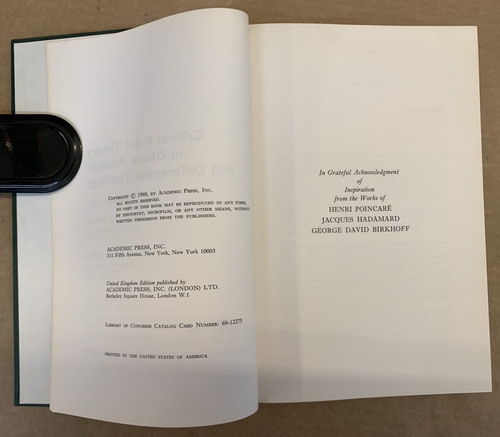 COPYRIGHT © 1969, BY ACADEMIC PRESS, INC.
ALL RIGHTS RESERVED.
NO PART OF THIS BOOK MAY BE REPRODUCED IN ANY FORM,
BY PHOTOSTAT, MICROFILM, OR ANY OTHER MEANS, WITHOUT
WRITTEN PERMISSION FROM THE PUBLISHERS.
ACADEMIC PRESS, INC.
111 Fifth Avenue, New York, New York 10003
United Kingdom Edition published by
ACADEMIC PRESS, INC. (LONDON) LTD.
Berkeley Square House, London W.1
LIBRARY OF CONGRESS CATALOG CARD NUMBER: 69-12275
PRINTED IN THE UNITED STATES OF AMERICA
In Grateful Acknowledgment
of
Inspiration
from the Works of
HENRI POINCARÉ
JACQUES HADAMARD
GEORGE DAVID BIRKHOFF